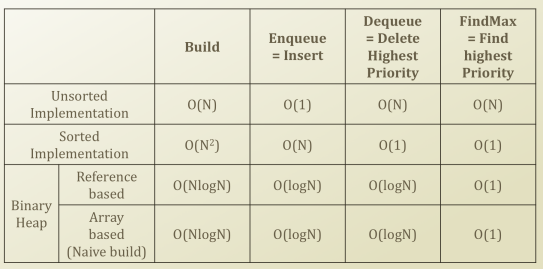 Build
Enqueue
= Insert
Dequeue
= Delete
Highest
Priority
FindMax
= Find
highest
Priority
Unsorted
Implementation
O(N)
O(1)
O(N)
O(N)
Sorted
Implementation
O(N²)
O(N)
O(1)
O(1)
Binary
Heap
Reference
based
O(NlogN)
O(logN)
O(logN)
O(1)
Array
based
(Naive build)
O(NlogN)
O(logN)
O(logN)
O(1)